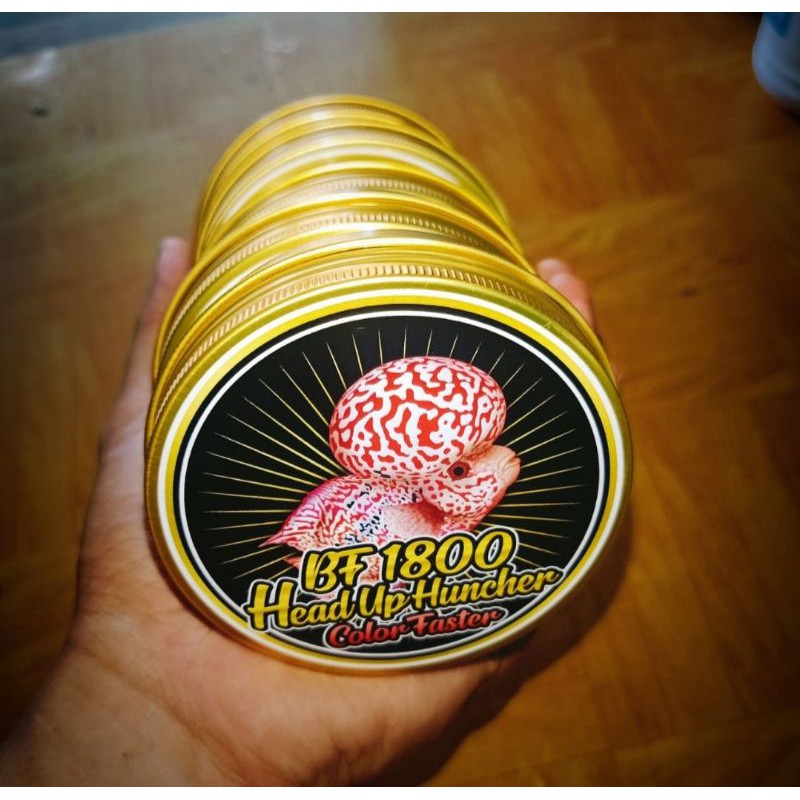 BF 1800
Head Up Huncher
Color Faster